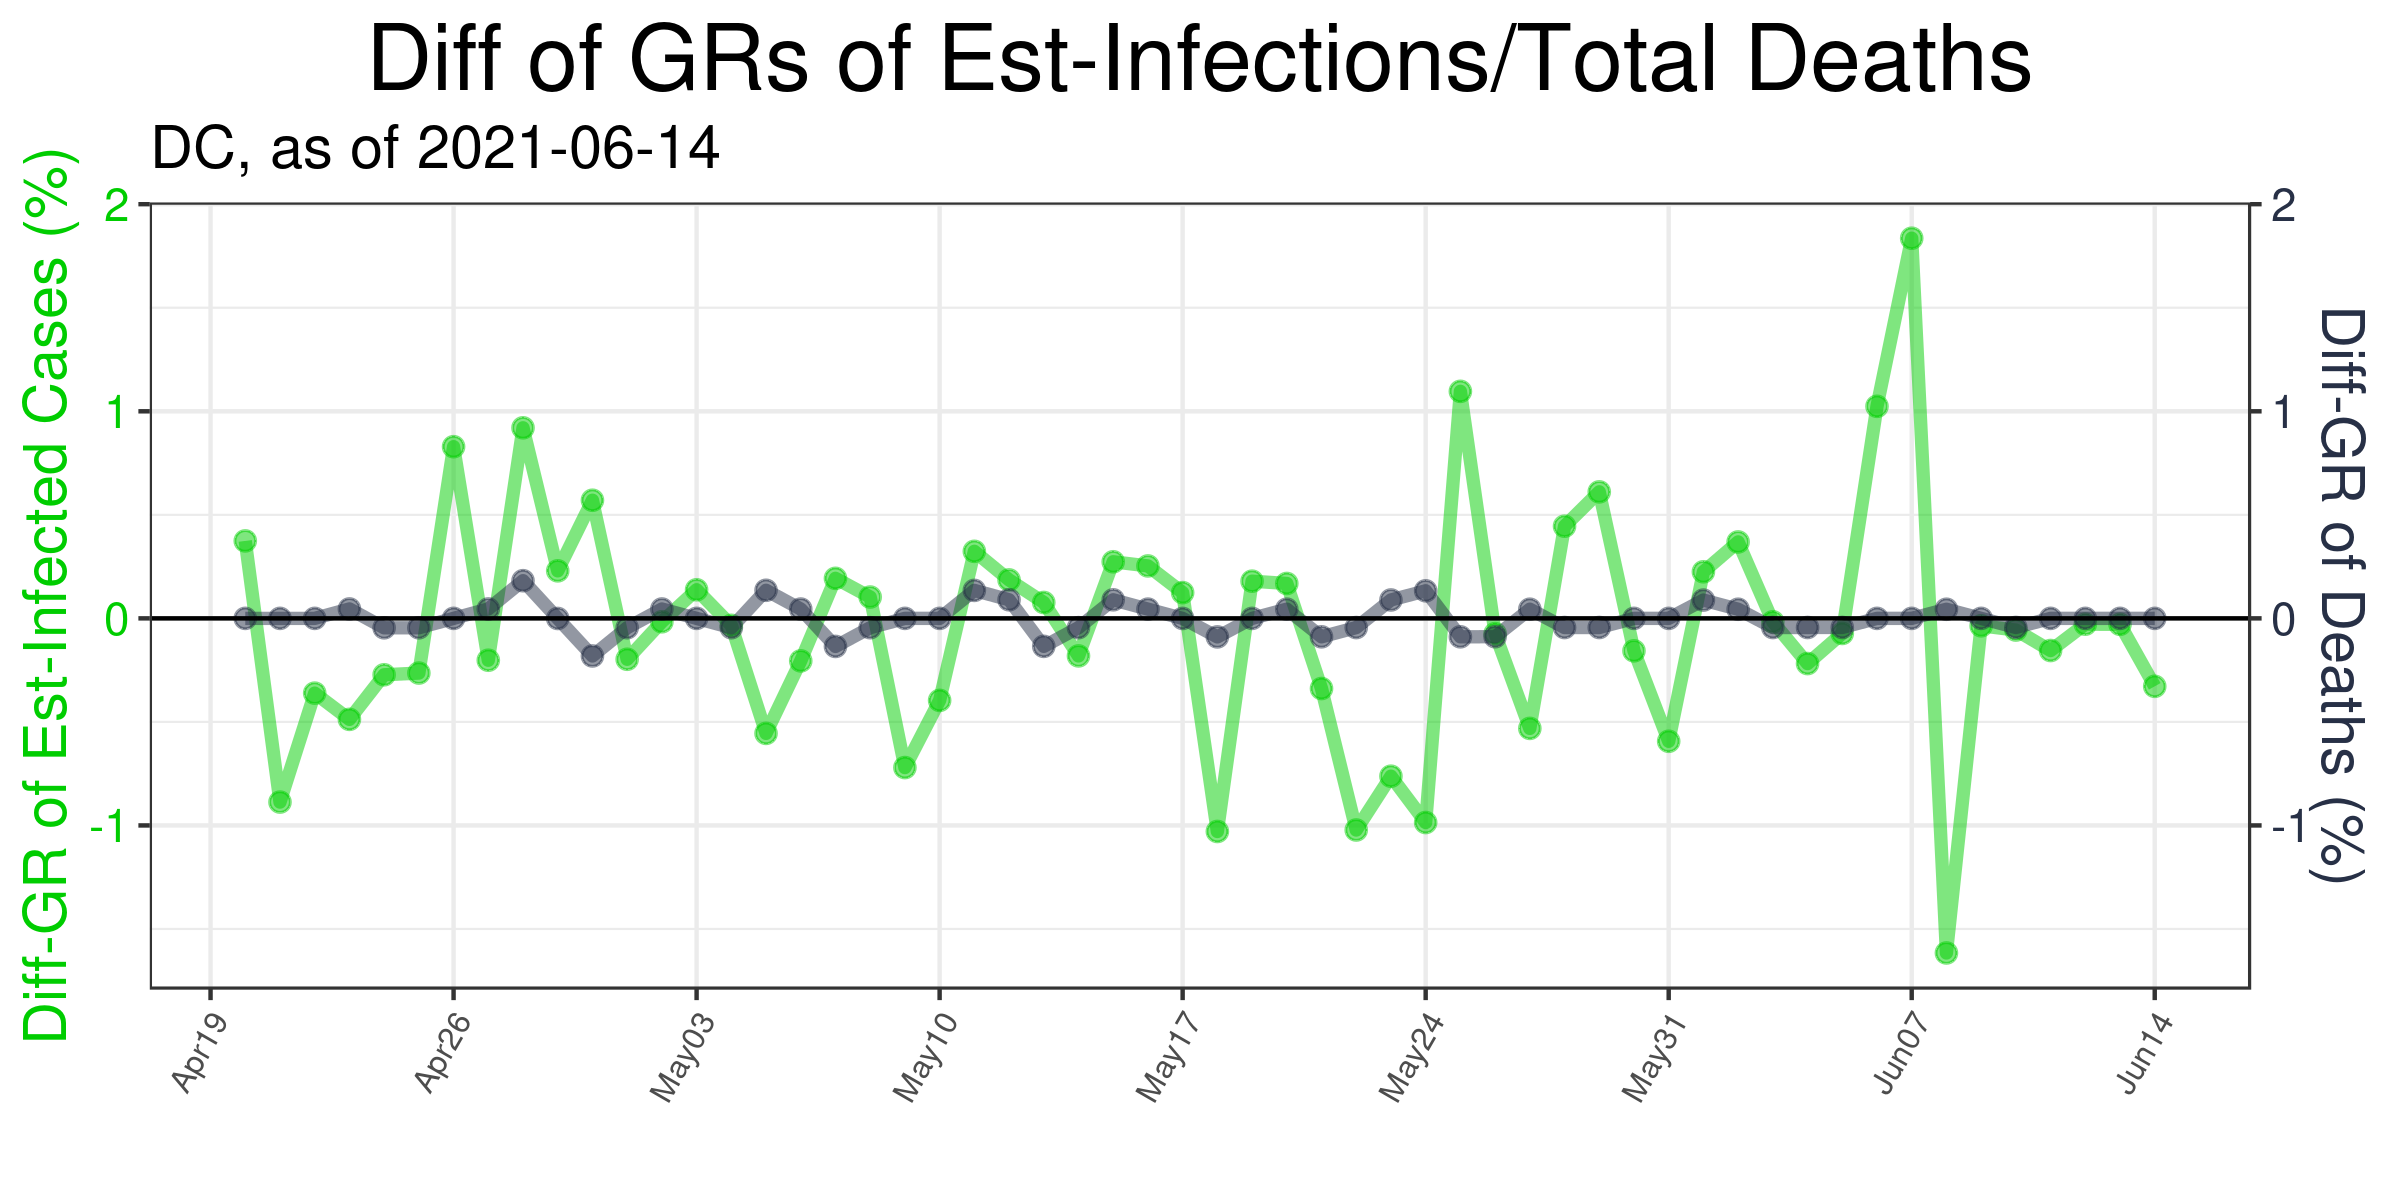 Diff of GRs of Est-Infections/Total Deaths
DC, as of 2021-06-14
Diff-GR of Est-Infected Cases (%)
2
1
0
-1
2
1
0
-1
Diff-GR of Deaths (%)
Apr19
Apr26
May03
May10
May17
May24
May31
Jun07
Jun14